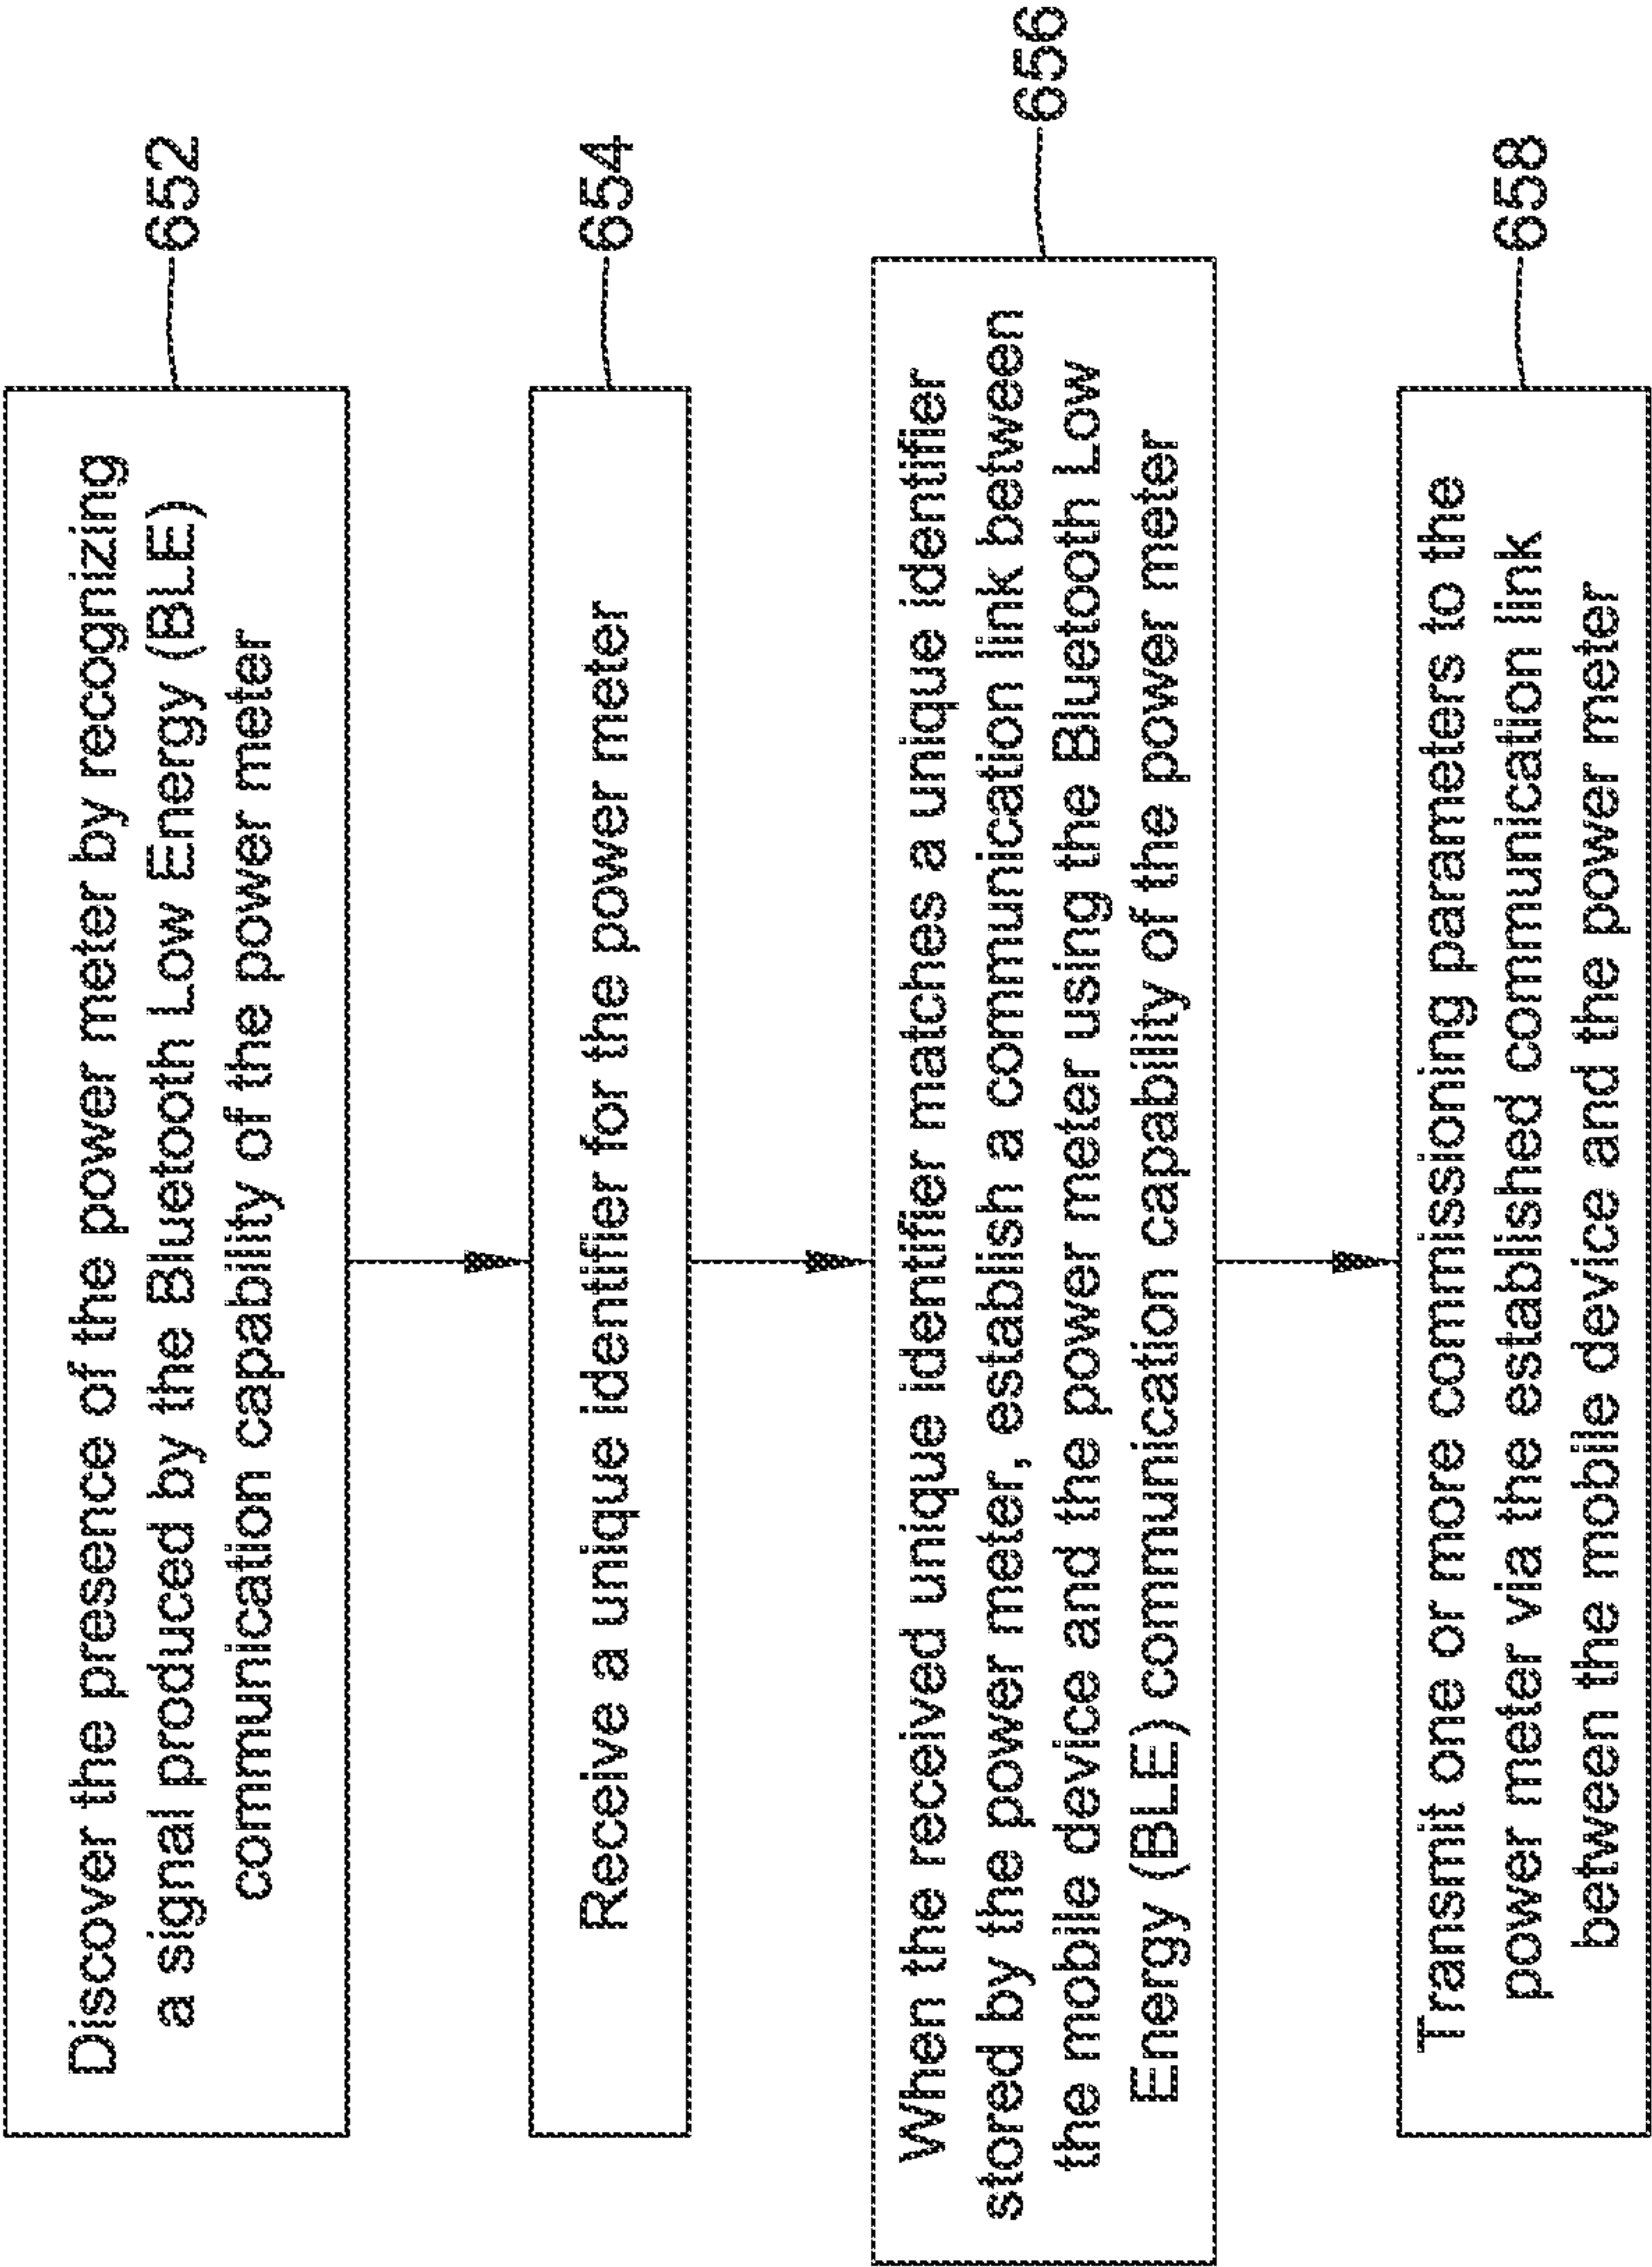 Discover the presence of the power meter by recognizing
a signal produced by the Bluetooth Low Energy (BLE)
communication capability of the power meter
652
Receive a unique identifier for the power meter
654
When the received unique identifier matches a unique identifier
stored by the power meter, establish a communication link between
the mobile device and the power meter using the Bluetooth Low
Energy (BLE) communication capability of the power meter
656
Transmit one or more commissioning parameters to the
power meter via the established communication link
between the mobile device and the power meter
658